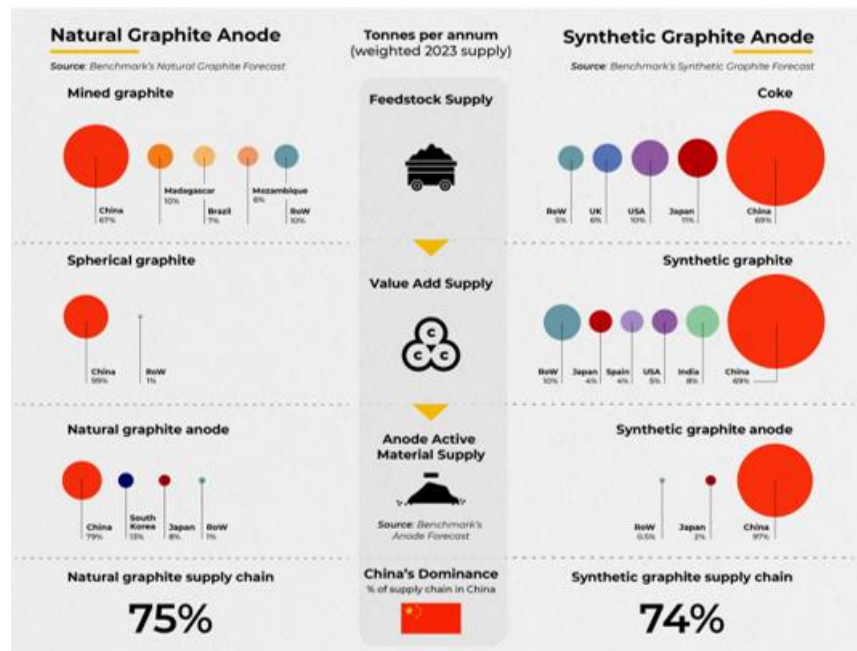 Natural Graphite Anode
Source: Benchmark's Natural Graphite Forecast
Tonnes per annum
(weighted 2023 supply)
Synthetic Graphite Anode
Source: Benchmark's Synthetic Graphite Forecast
Mined graphite
Feedstock Supply
Coke
China
67%
Madagascar
10%
Brazil
7%
Mozambique
6%
RoW
10%
RoW
5%
UK
6%
USA
10%
Japan
11%
China
69%
Spherical graphite
Value Add Supply
Synthetic graphite
China
99%
RoW
1%
C
C C
RoW
10%
Japan
4%
Spain
4%
USA
5%
India
8%
China
69%
Natural graphite anode
Anode Active
Material Supply
Synthetic graphite anode
China
79%
South
Korea
13%
Japan
8%
RoW
1%
Source: Benchmark's
Anode Forecast
RoW
0.5%
Japan
2%
China
97%
Natural graphite supply chain
75%
China's Dominance
% of supply chain in China
Synthetic graphite supply chain
74%